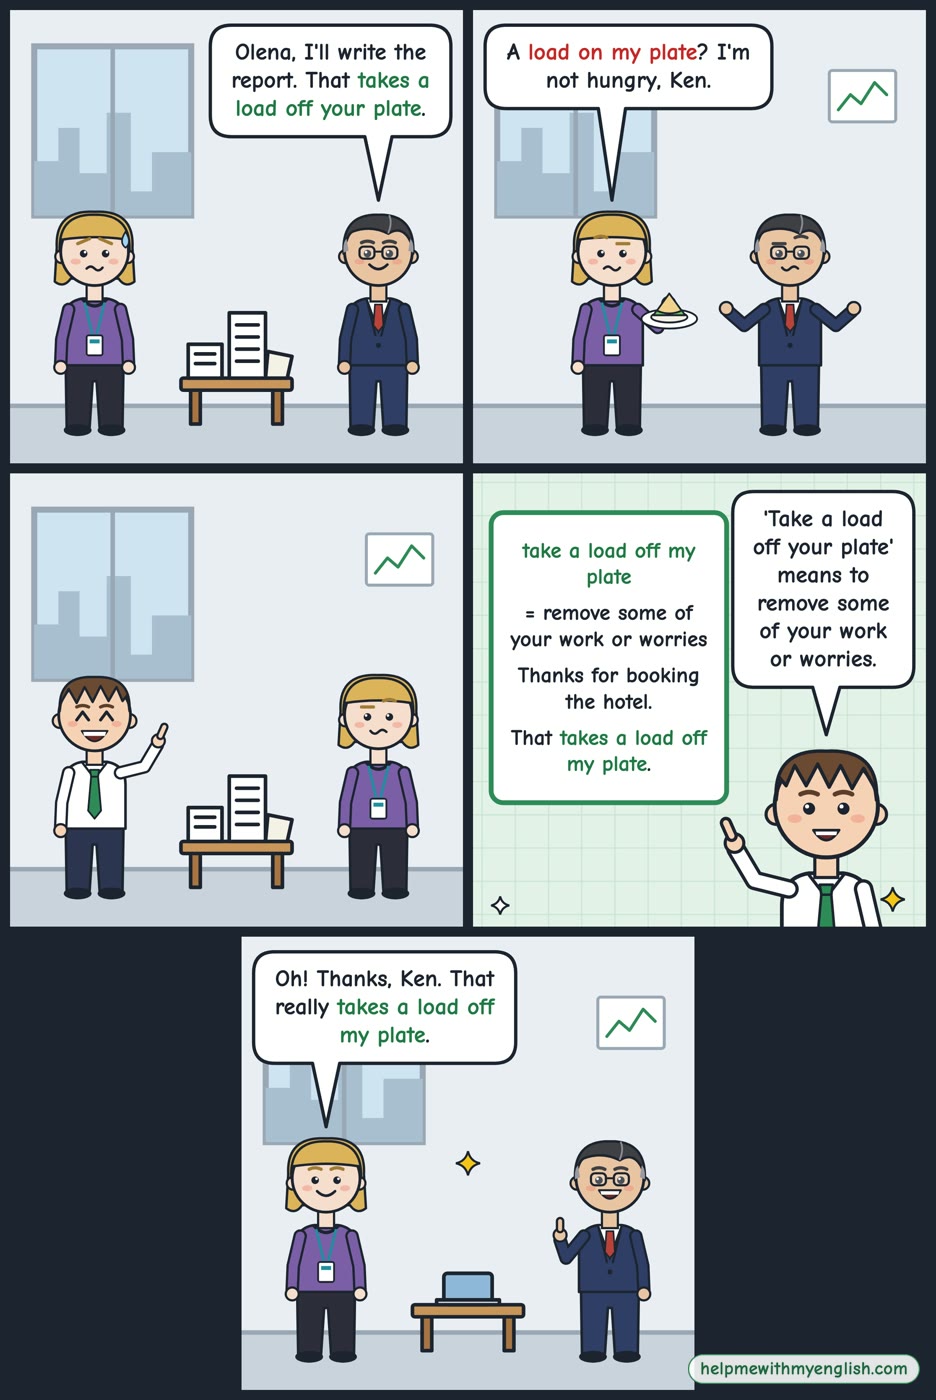 Olena, I'll write the
report. That takes a
load off your plate.
A load on my plate? I'm
not hungry, Ken.
take a load off my
plate
= remove some of
your work or worries
Thanks for booking
the hotel.
That takes a load off
my plate.
'Take a load
off your plate'
means to
remove some
of your work
or worries.
Oh! Thanks, Ken. That
really takes a load off
my plate.
helpmewithmyenglish.com